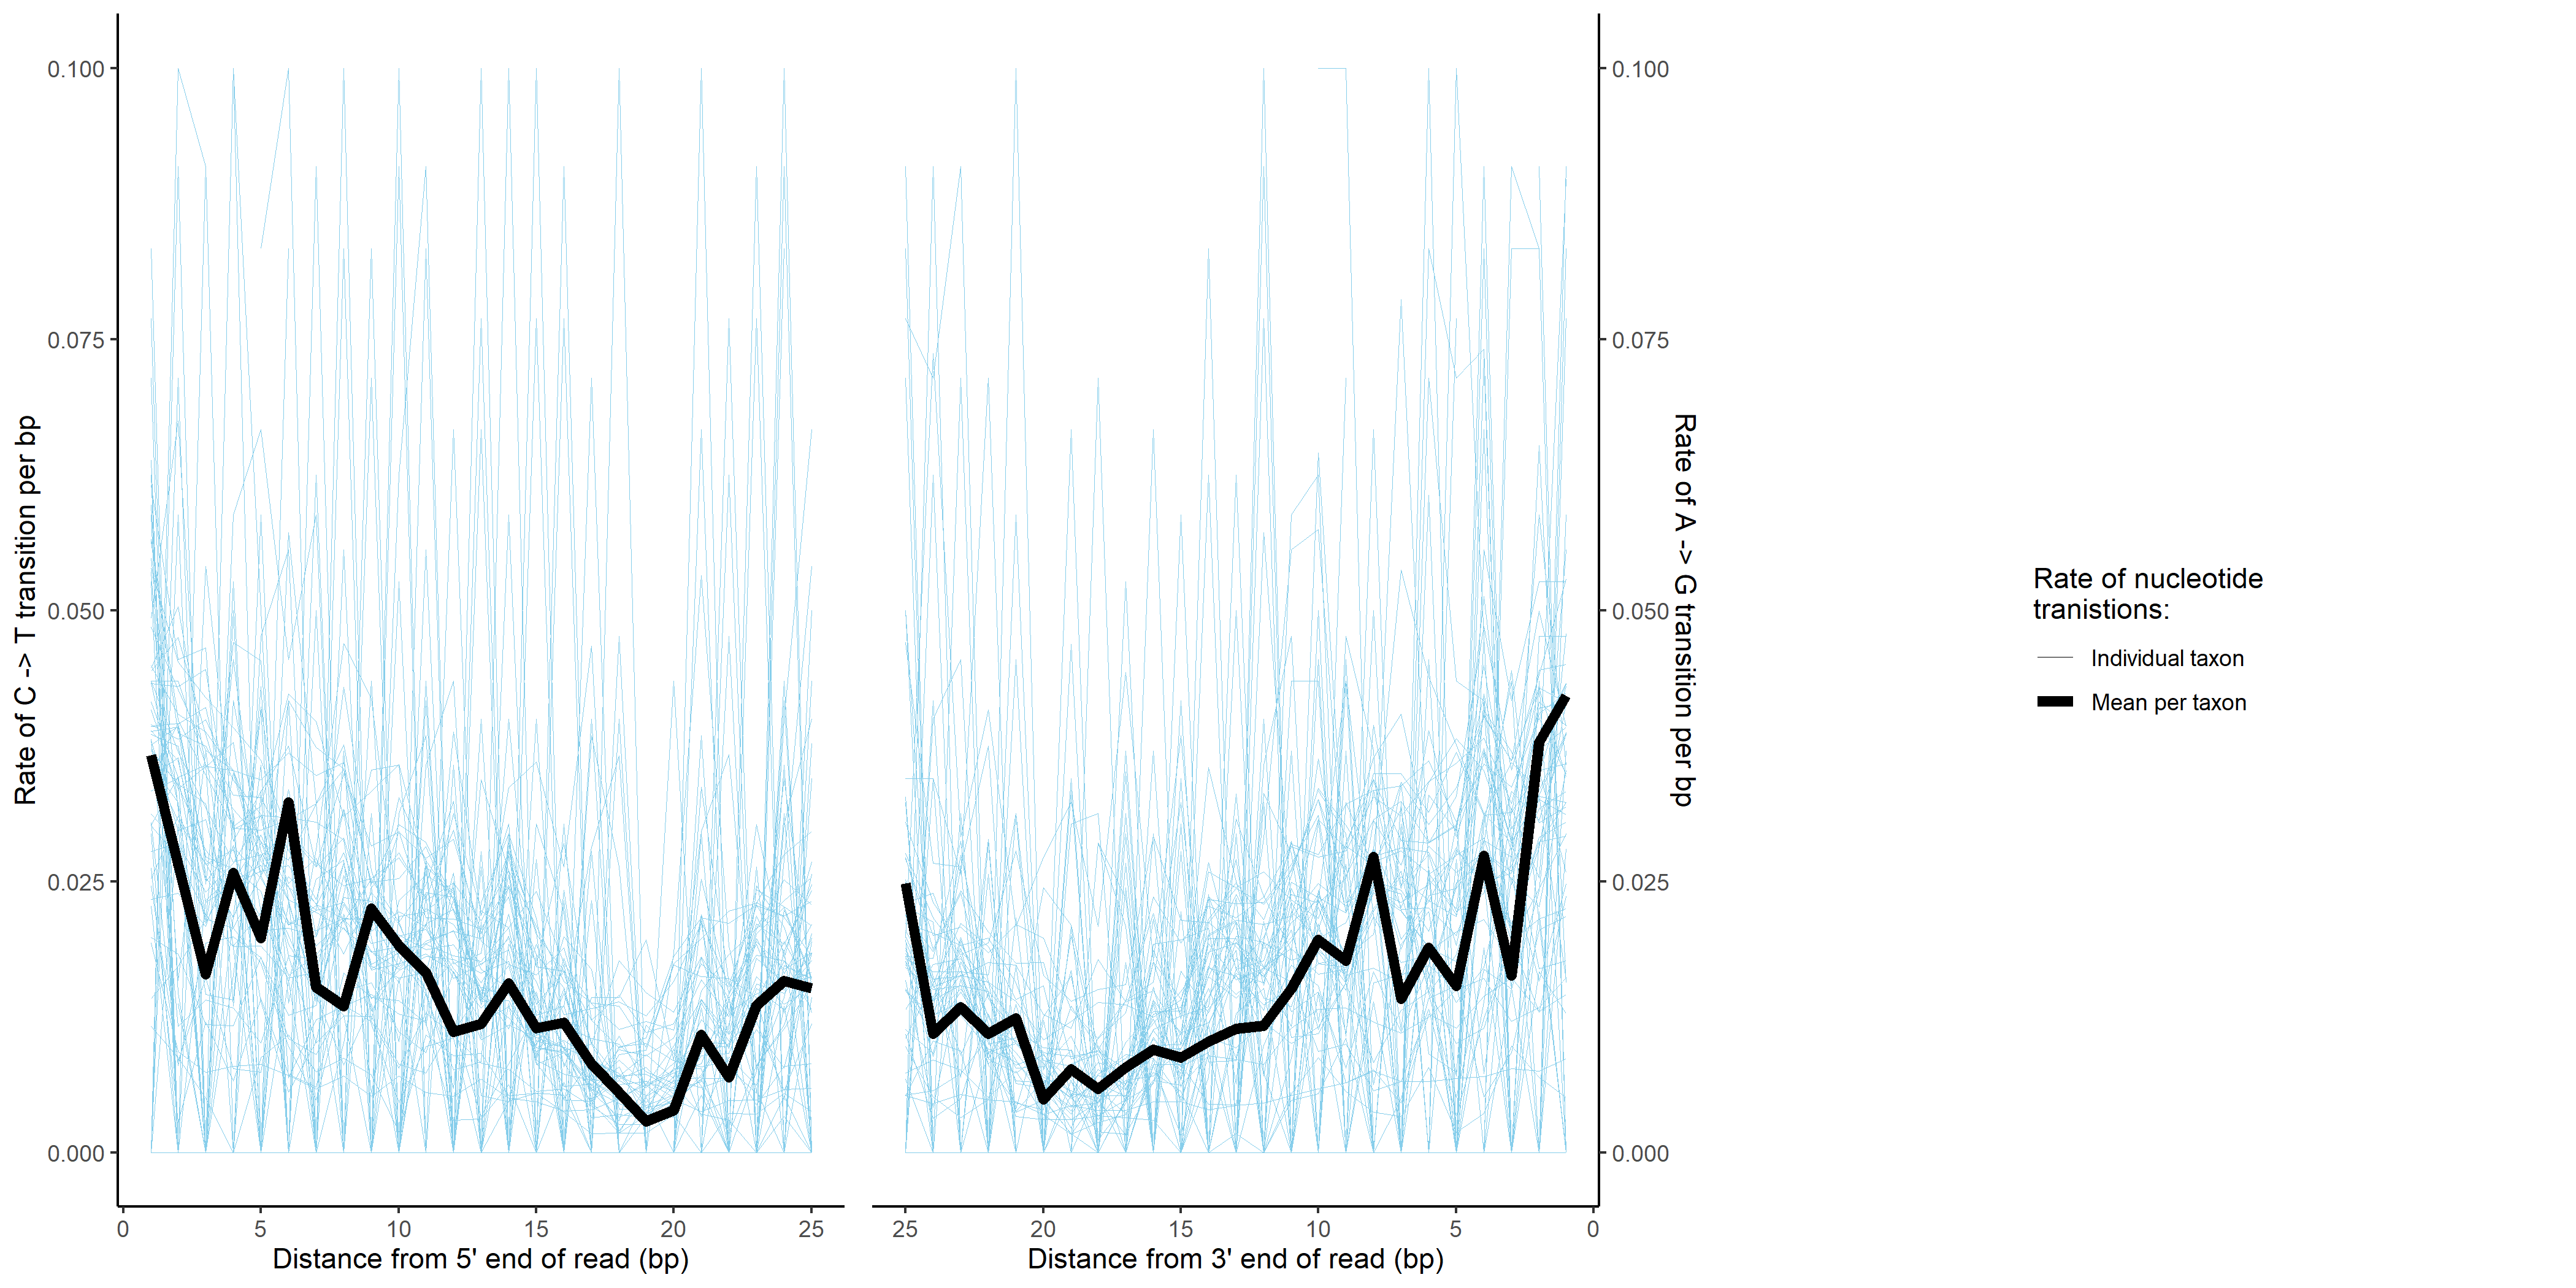 0.100
0.075
0.050
0.025
0.000
Rate of C -> T transition per bp
0 5 10 15 20 25
Distance from 5' end of read (bp)
25 20 15 10 5 0
Distance from 3' end of read (bp)
0.100
0.075
0.050
0.025
0.000
Rate of A -> G transition per bp
Rate of nucleotide
tranistions:
Individual taxon
Mean per taxon